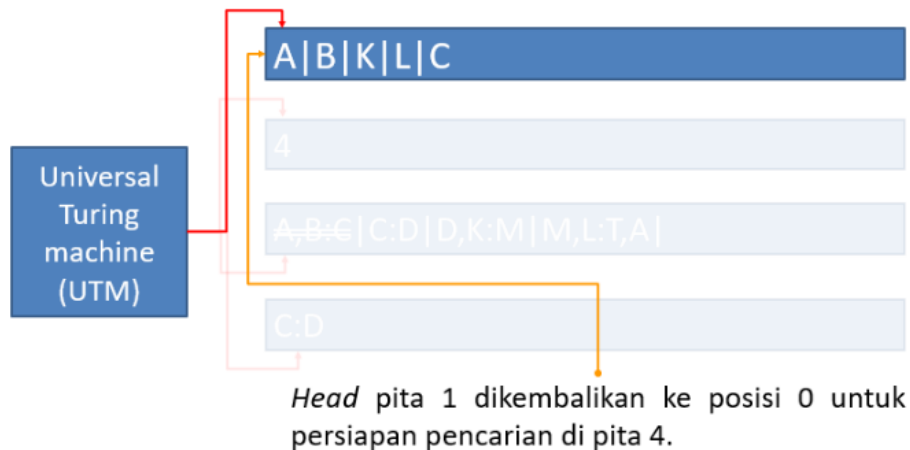 A|B|K|L|C
4
Universal
Turing
machine
(UTM)
A,B:C|C:D|D,K:M|M,L:T,A|
C:D
Head pita 1 dikembalikan ke posisi 0 untuk
persiapan pencarian di pita 4.